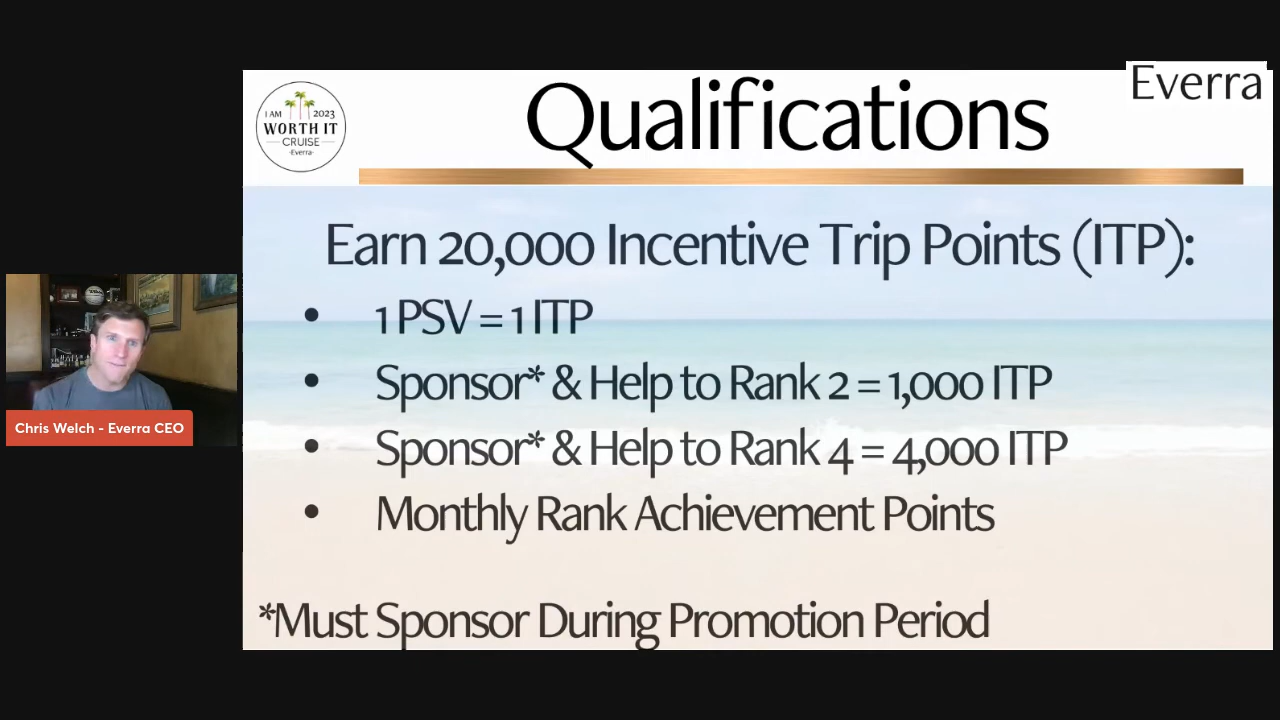 Everra
I AM 2023
WORTH IT
CRUISE
-Everra-
Qualifications
Earn 20,000 Incentive Trip Points (ITP):
• 1 PSV = 1 ITP
• Sponsor* & Help to Rank 2 = 1,000 ITP
• Sponsor* & Help to Rank 4 = 4,000 ITP
• Monthly Rank Achievement Points
*Must Sponsor During Promotion Period
Chris Welch - Everra CEO